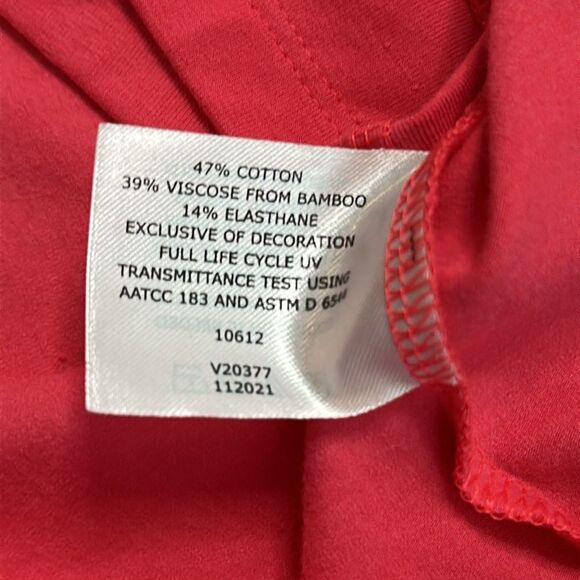 47% COTTON
39% VISCOSE FROM BAMBOO
14% ELASTHANE
EXCLUSIVE OF DECORATION
FULL LIFE CYCLE UV
TRANSMITTANCE TEST USING
AATCC 183 AND ASTM D
10612
V20377
112021